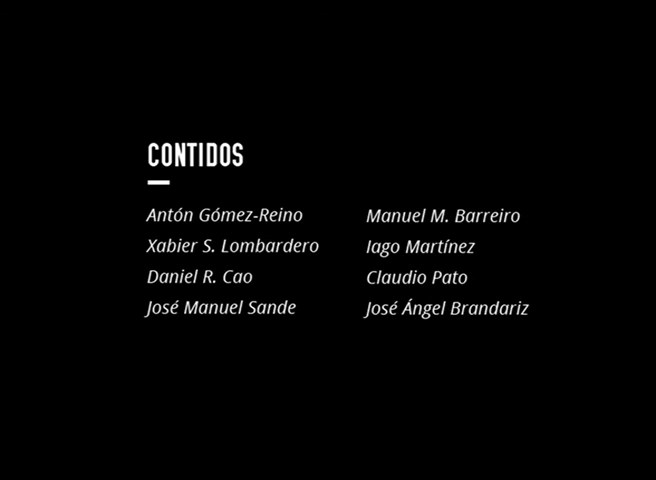 CONTIDOS
Antón Gómez-Reino
Xabier S. Lombardero
Daniel R. Cao
José Manuel Sande
Manuel M. Barreiro
Iago Martínez
Claudio Pato
José Ángel Brandariz